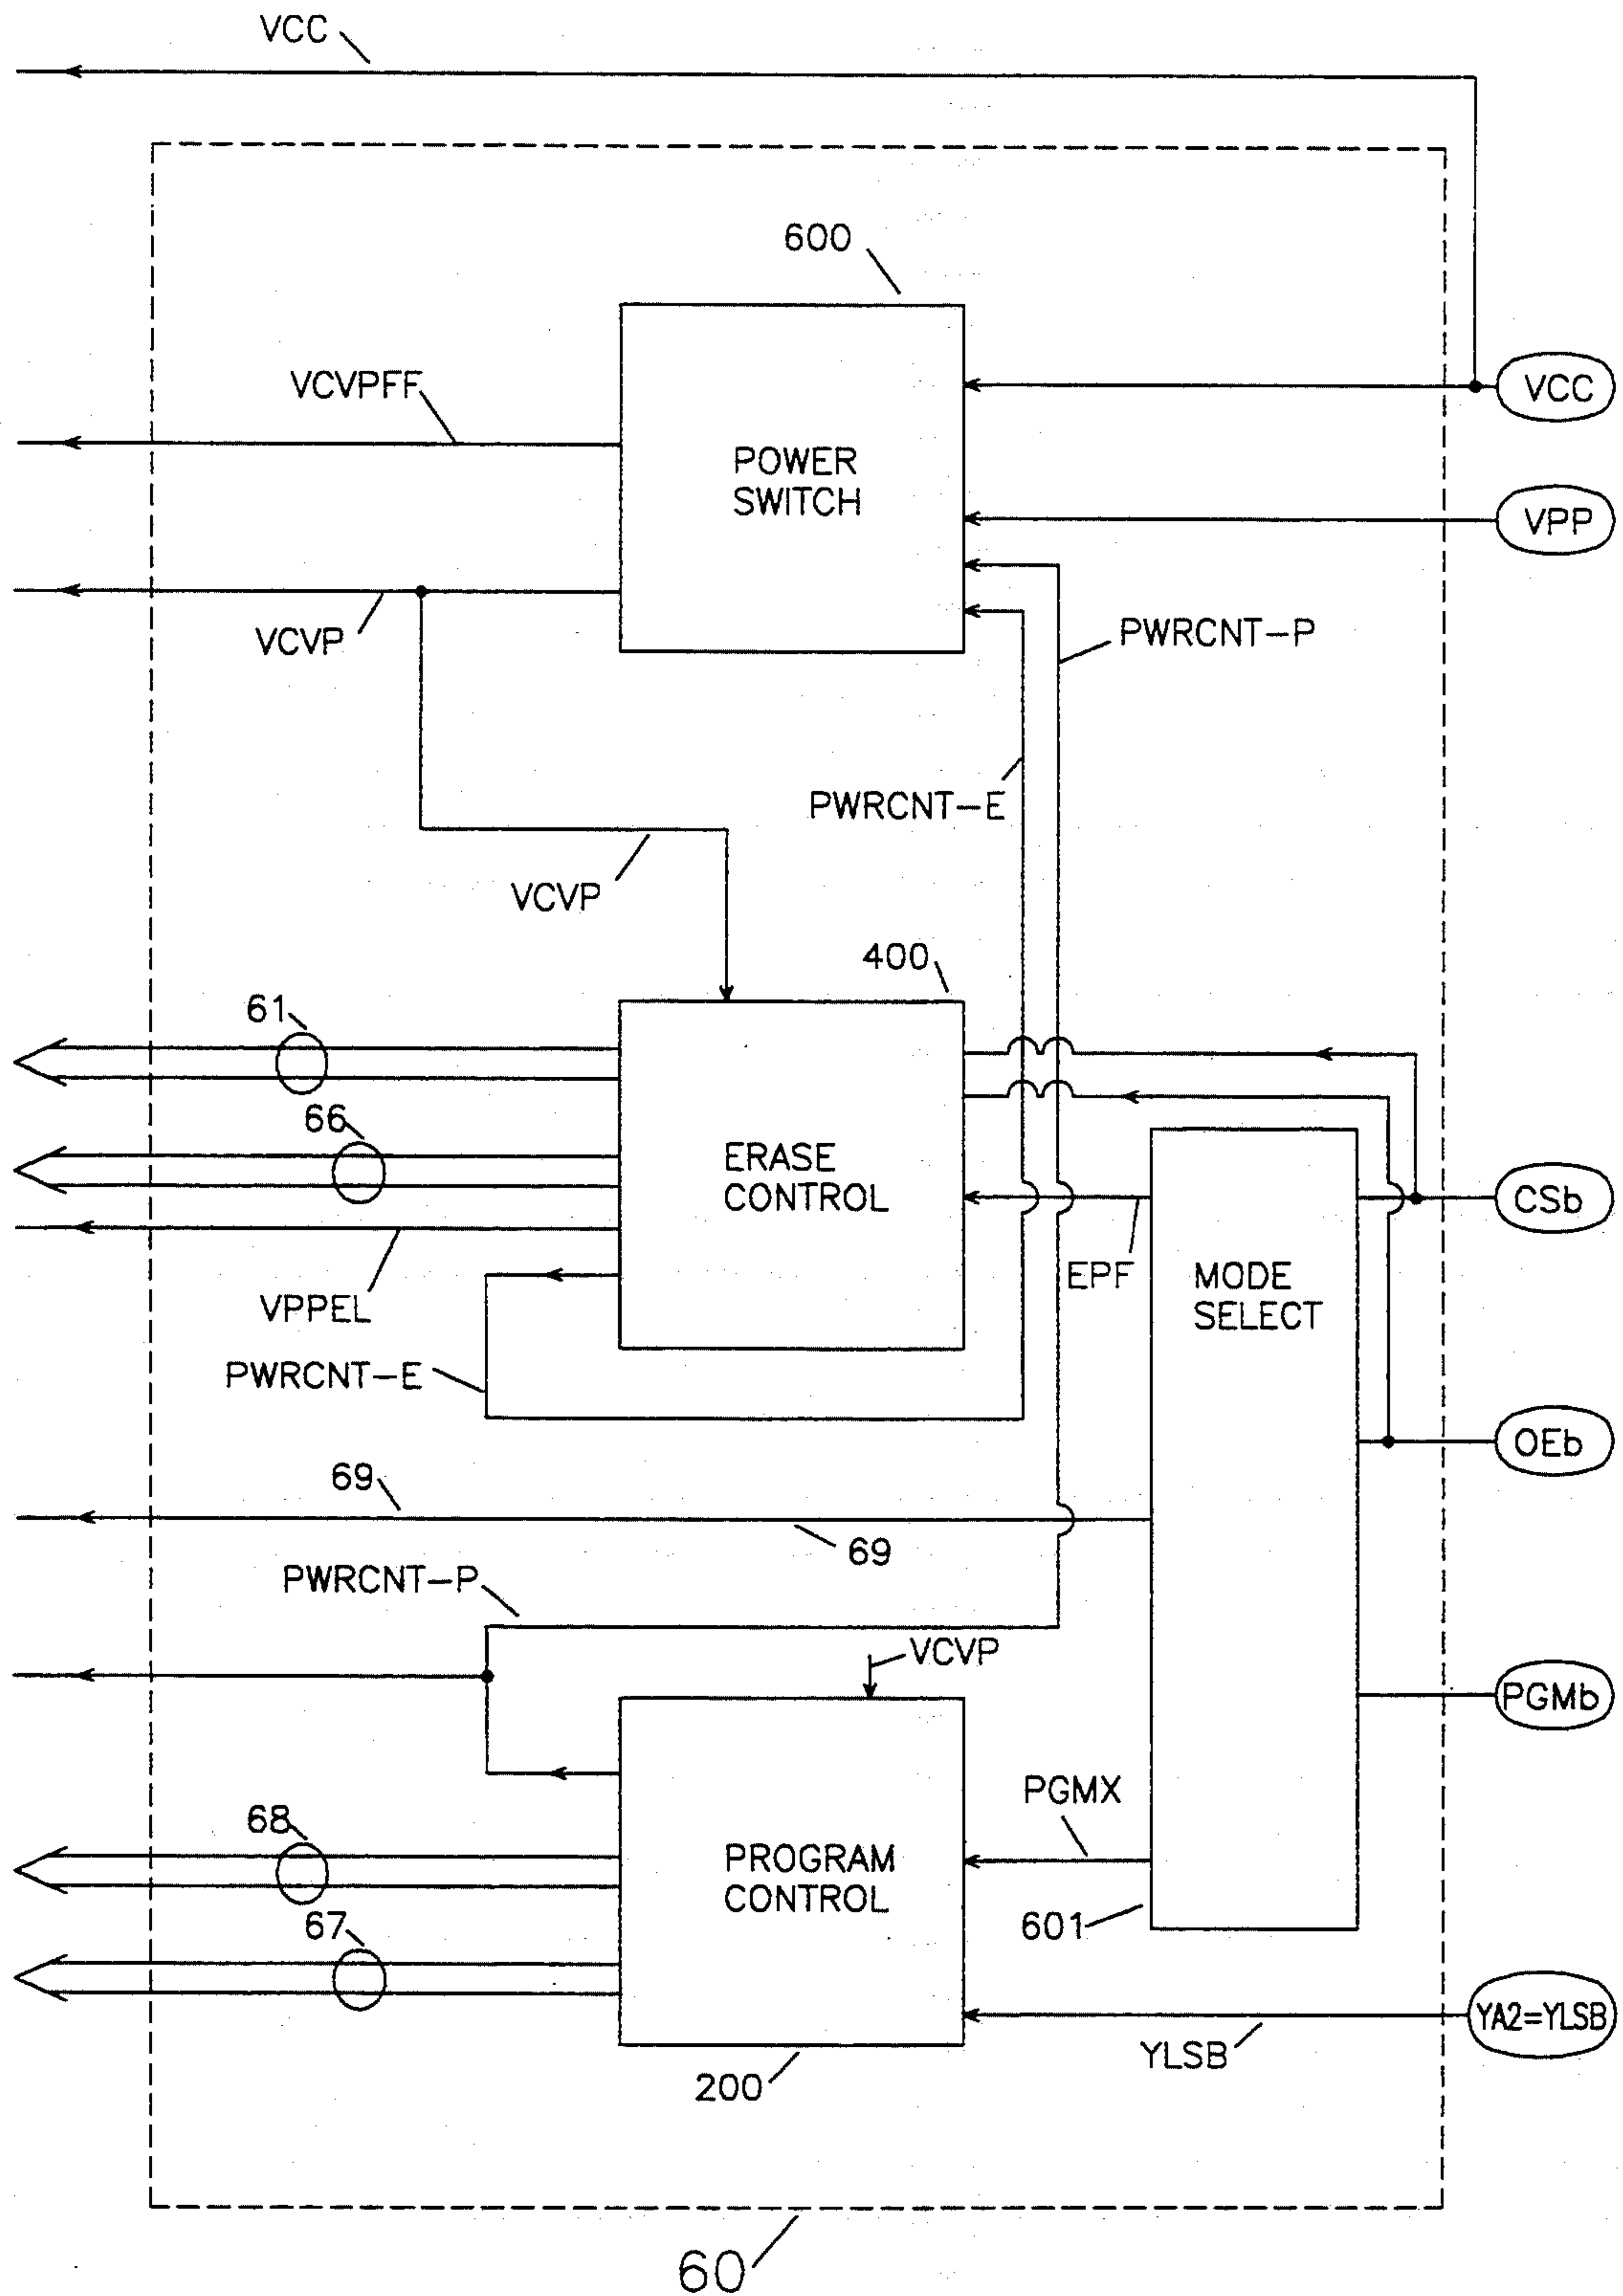 VCC
600
VCVPFF
VCC
POWER
SWITCH
VPP
VCVP
PWRCNT-P
PWRCNT-E
VCVP
400
61
66
ERASE
CONTROL
CSb
EPF
MODE
SELECT
VPPEL
PWRCNT-E
OEb
69
69
PWRCNT-P
VCVP
PGMb
PGMX
68
PROGRAM
CONTROL
601
67
YA2=YLSB
YLSB
200
60